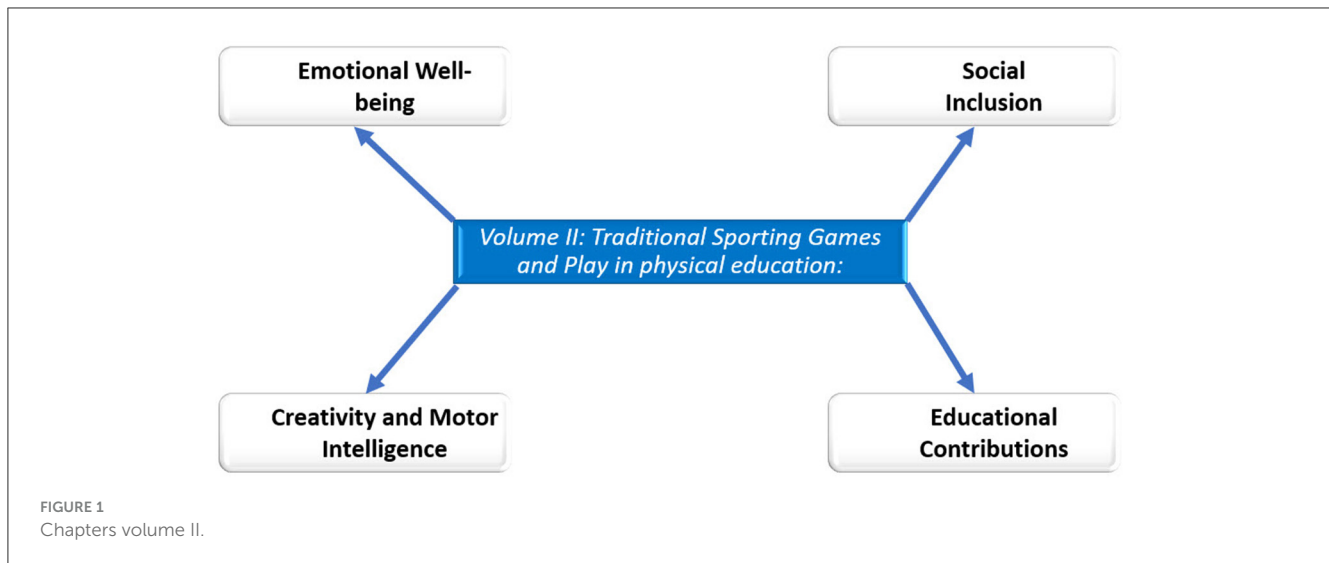 Emotional Well-
being
Social
Inclusion
Volume II: Traditional Sporting Games
and Play in physical education:
Creativity and Motor
Intelligence
Educational
Contributions
FIGURE 1
Chapters volume II.